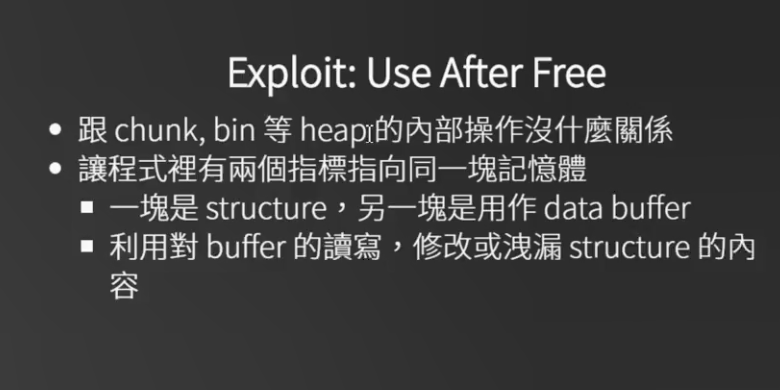 Exploit: Use After Free
跟 chunk, bin 等 heap 的內部操作沒什麼關係
讓程式裡有兩個指標指向同一塊記憶體
一塊是 structure，另一塊是用作 data buffer
利用對 buffer 的讀寫，修改或洩漏 structure 的內
容